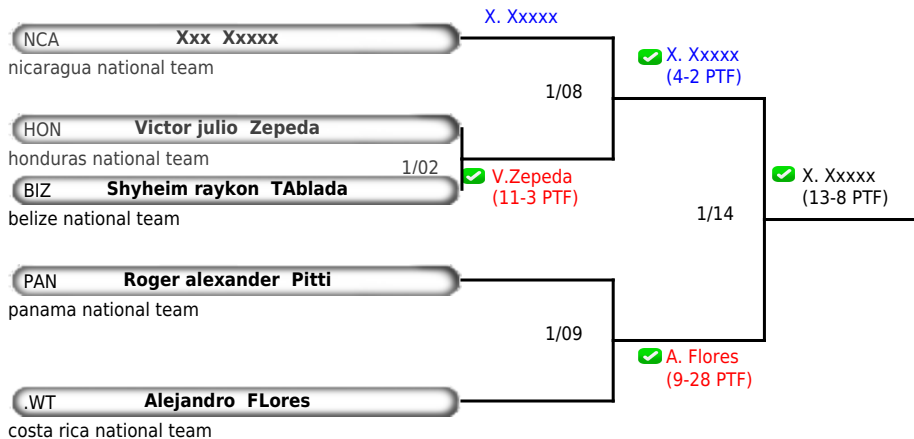 X. Xxxxx
NCA Xxx Xxxxx
nicaragua national team
X. Xxxxx
(4-2 PTF)
1/08
HON Victor julio Zepeda
honduras national team
1/02
V.Zepeda
(11-3 PTF)
BIZ Shyheim raykon TAblada
belize national team
X. Xxxxx
(13-8 PTF)
1/14
PAN Roger alexander Pitti
panama national team
1/09
A. Flores
(9-28 PTF)
.WT Alejandro FLores
costa rica national team